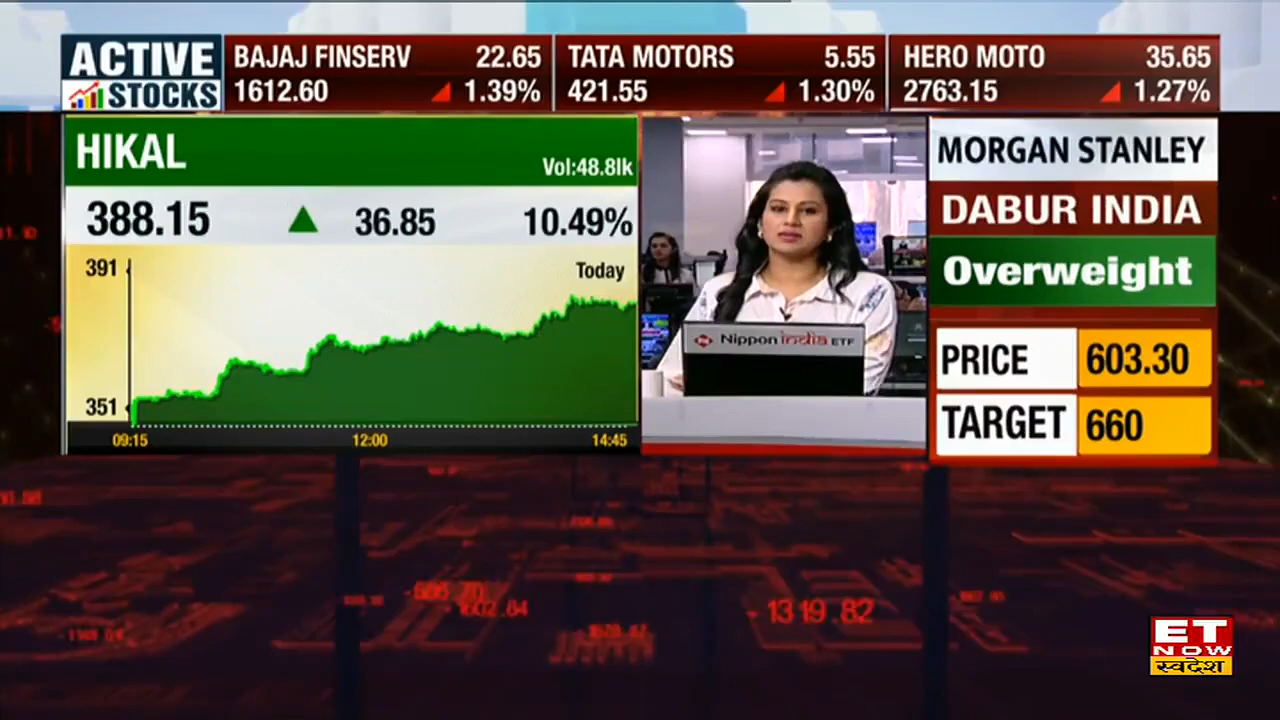 ACTIVE STOCKS
BAJAJ FINSERV 22.65
1612.60 1.39%
TATA MOTORS 5.55
421.55 1.30%
HERO MOTO 35.65
2763.15 1.27%
HIKAL
Vol:48.8lk
388.15 36.85 10.49%
391
Today
351
09:15 12:00 14:45
Nippon india ETF
MORGAN STANLEY
DABUR INDIA
Overweight
PRICE 603.30
TARGET 660
- 1319.82
ET
NOW
स्वदेश